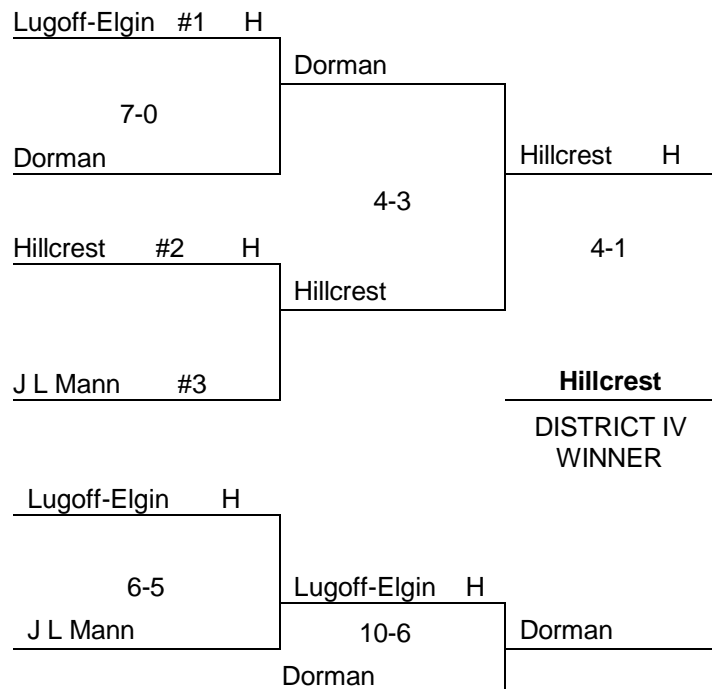 Lugoff-Elgin #1 H
Dorman
7-0
Dorman
Hillcrest H
4-3
Hillcrest #2 H
4-1
Hillcrest
J L Mann #3
Hillcrest
DISTRICT IV
WINNER
Lugoff-Elgin H
6-5
Lugoff-Elgin H
J L Mann
10-6
Dorman
Dorman